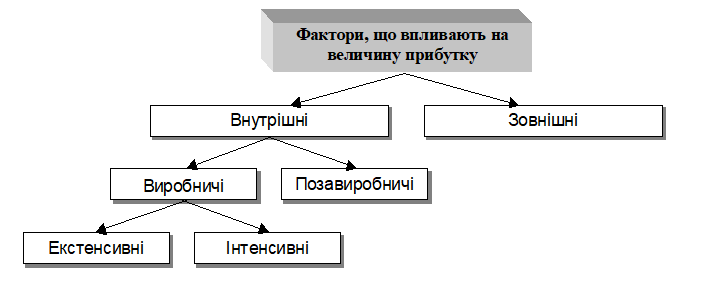 Фактори, що впливають на
величину прибутку
Внутрішні
Зовнішні
Виробничі
Позавиробничі
Екстенсивні
Інтенсивні